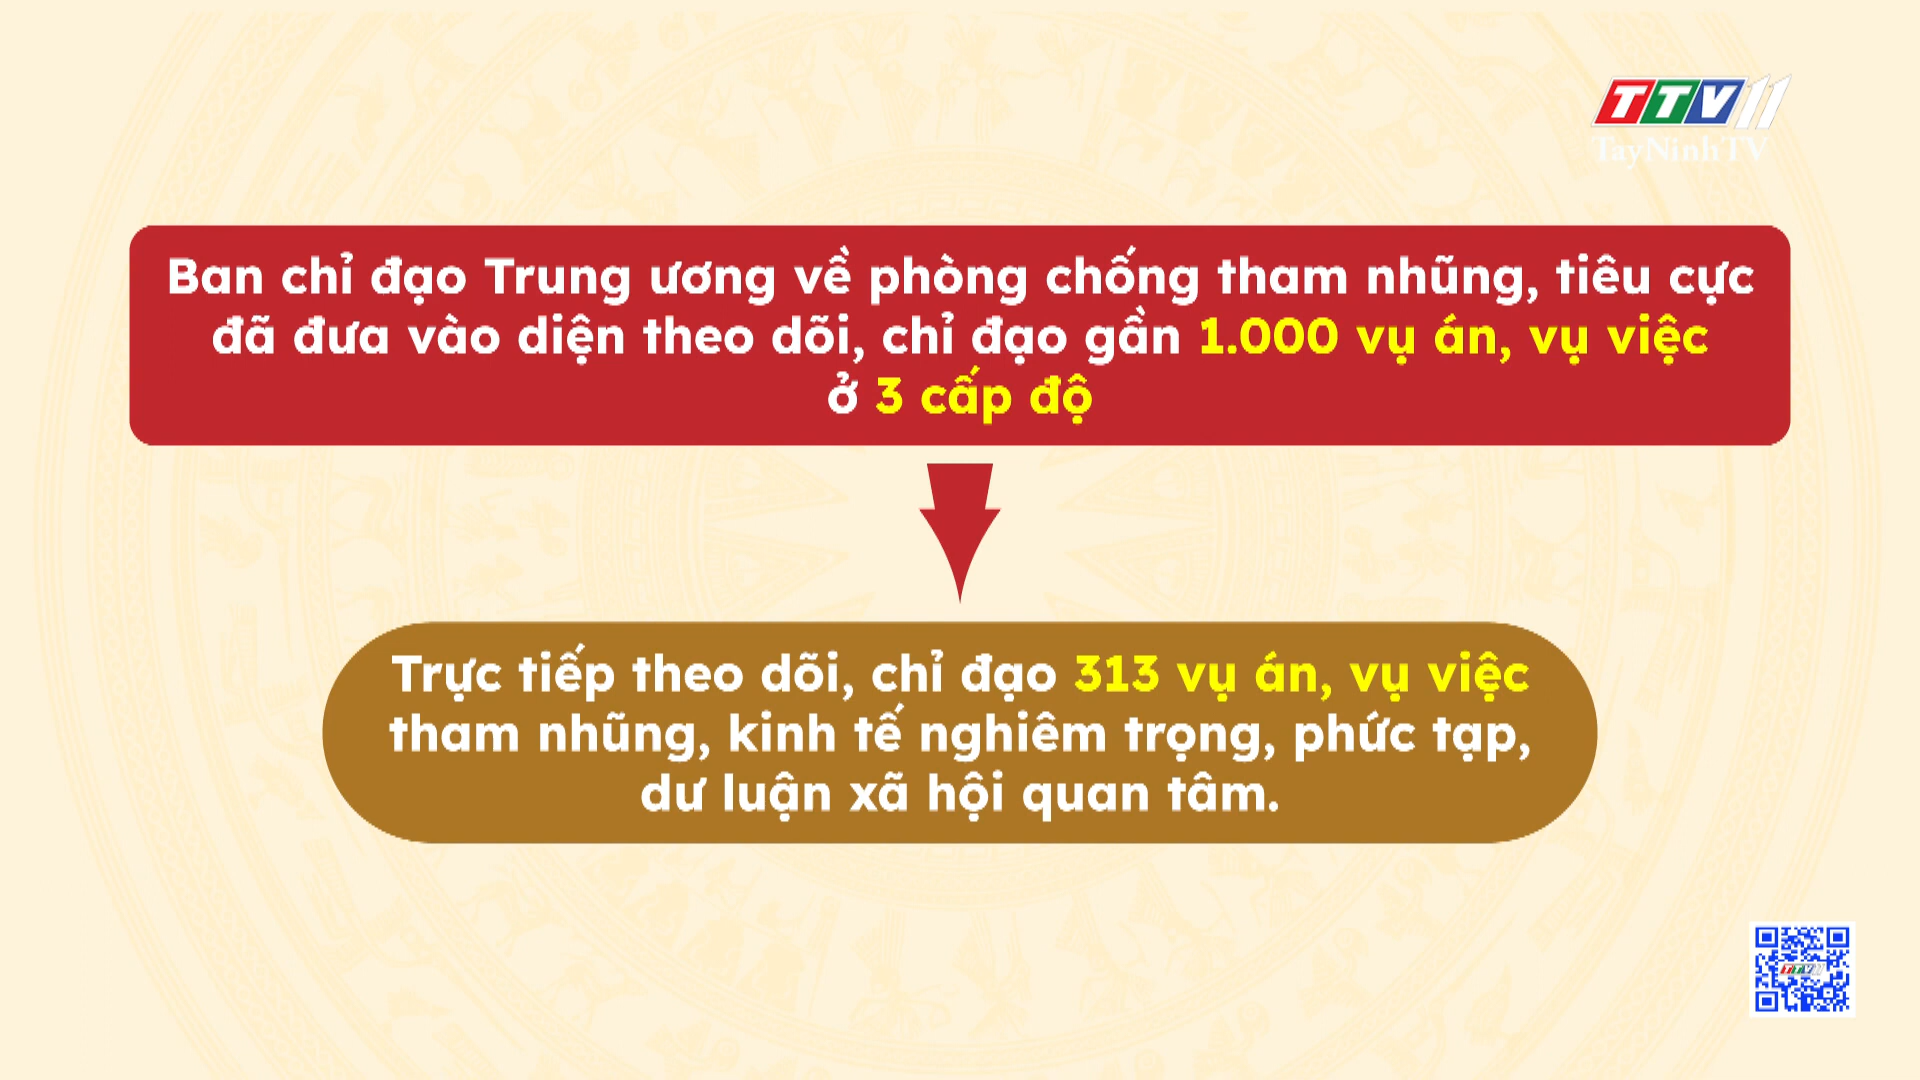 TTV11
TayNinhTV
Ban chỉ đạo Trung ương về phòng chống tham nhũng, tiêu cực
đã đưa vào diện theo dõi, chỉ đạo gần 1.000 vụ án, vụ việc
ở 3 cấp độ
Trực tiếp theo dõi, chỉ đạo 313 vụ án, vụ việc
tham nhũng, kinh tế nghiêm trọng, phức tạp,
dư luận xã hội quan tâm.
TTV11